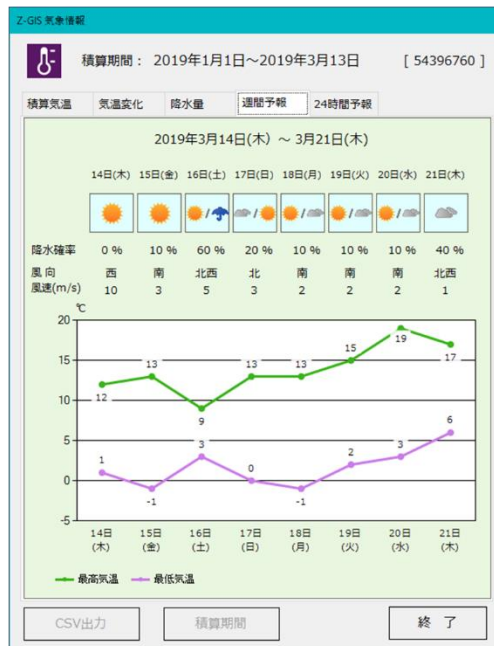 Z-GIS 気象情報
積算期間： 2019年1月1日～2019年3月13日 [ 54396760 ]
積算気温 気温変化 降水量 週間予報 24時間予報
2019年3月14日(木) ～ 3月21日(木)
14日(木) 15日(金) 16日(土) 17日(日) 18日(月) 19日(火) 20日(水) 21日(木)
/ / / / /
降水確率 0 % 10 % 60 % 20 % 10 % 10 % 10 % 40 %
風 向 西 南 北西 北 南 南 南 北西
風速(m/s) 10 3 5 3 2 2 2 1
℃
20
19
15 15 17
13 13 13
12
10
9
6
5
3 3
2
1
0 0
-1 -1
-5
14日 15日 16日 17日 18日 19日 20日 21日
(木) (金) (土) (日) (月) (火) (水) (木)
最高気温 最低気温
CSV出力 積算期間 終 了